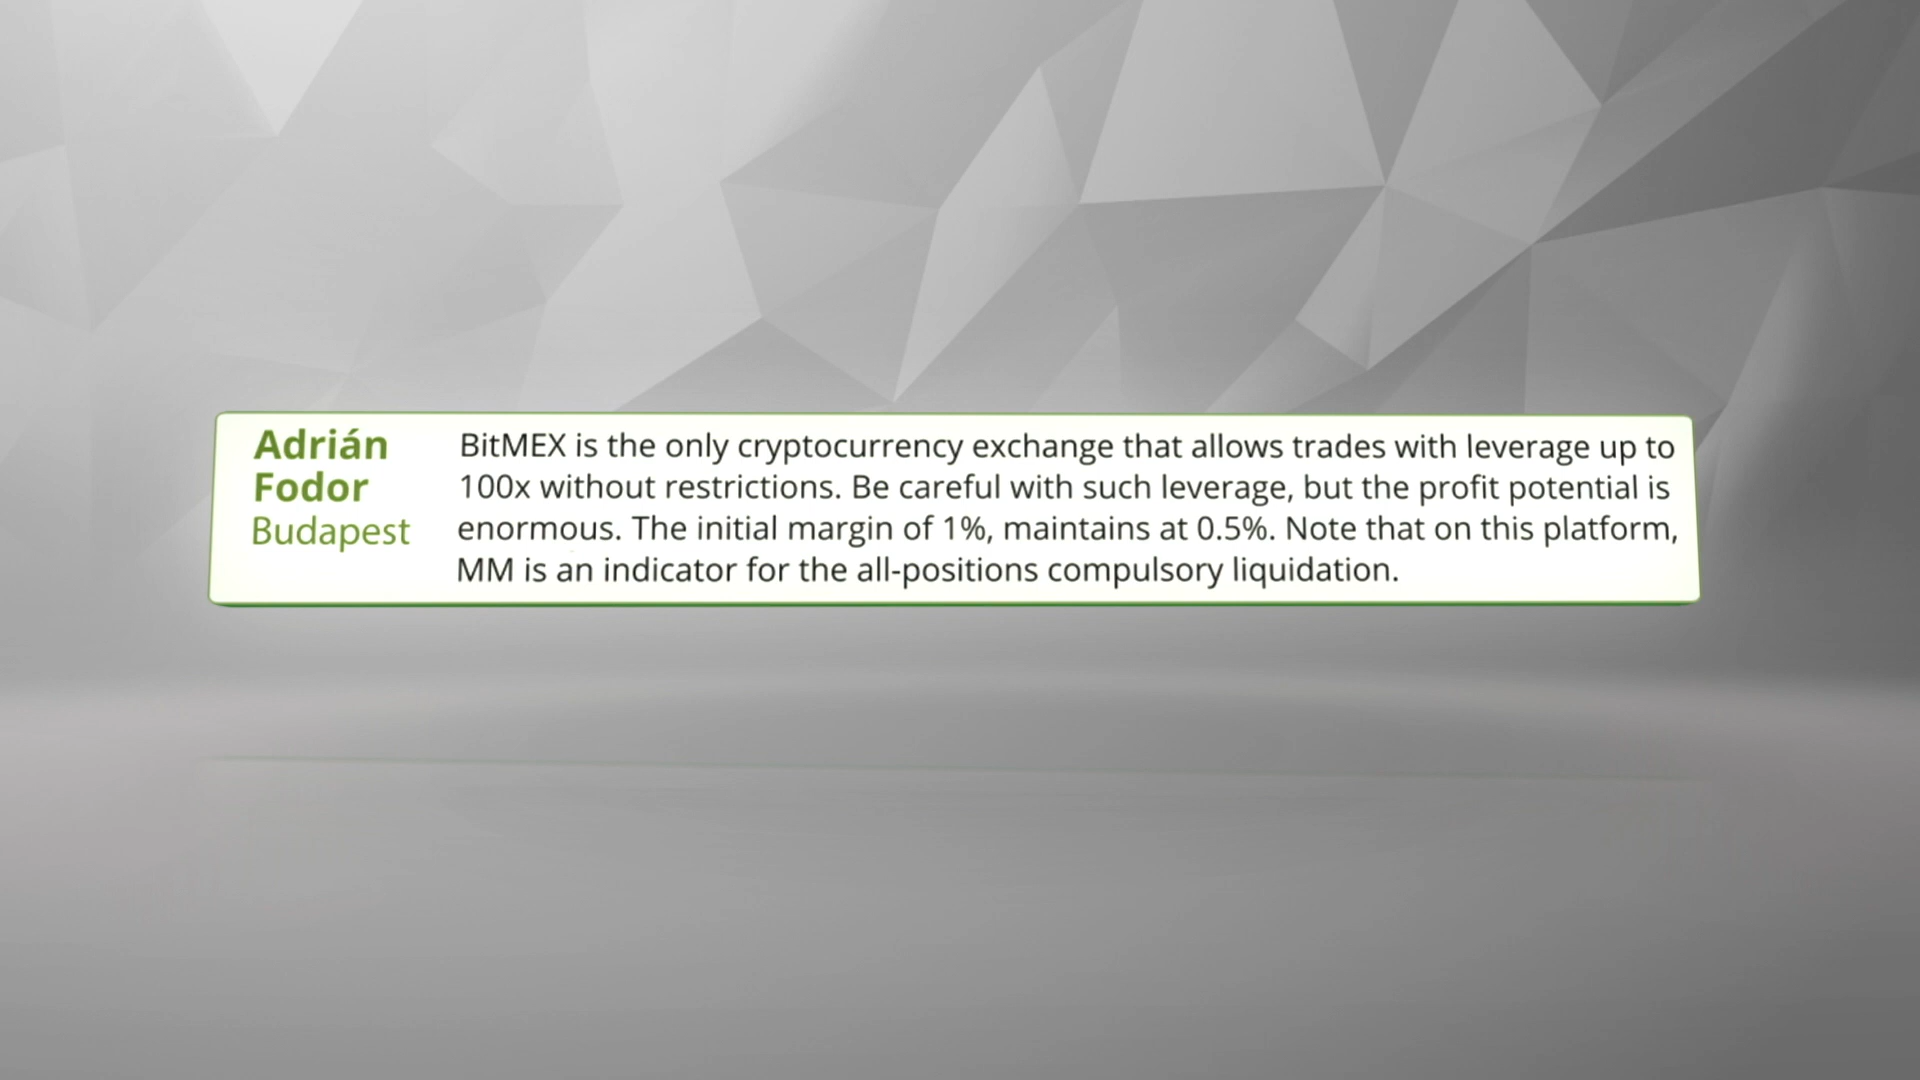 Adrián
Fodor
Budapest
BitMEX is the only cryptocurrency exchange that allows trades with leverage up to
100x without restrictions. Be careful with such leverage, but the profit potential is
enormous. The initial margin of 1%, maintains at 0.5%. Note that on this platform,
MM is an indicator for the all-positions compulsory liquidation.